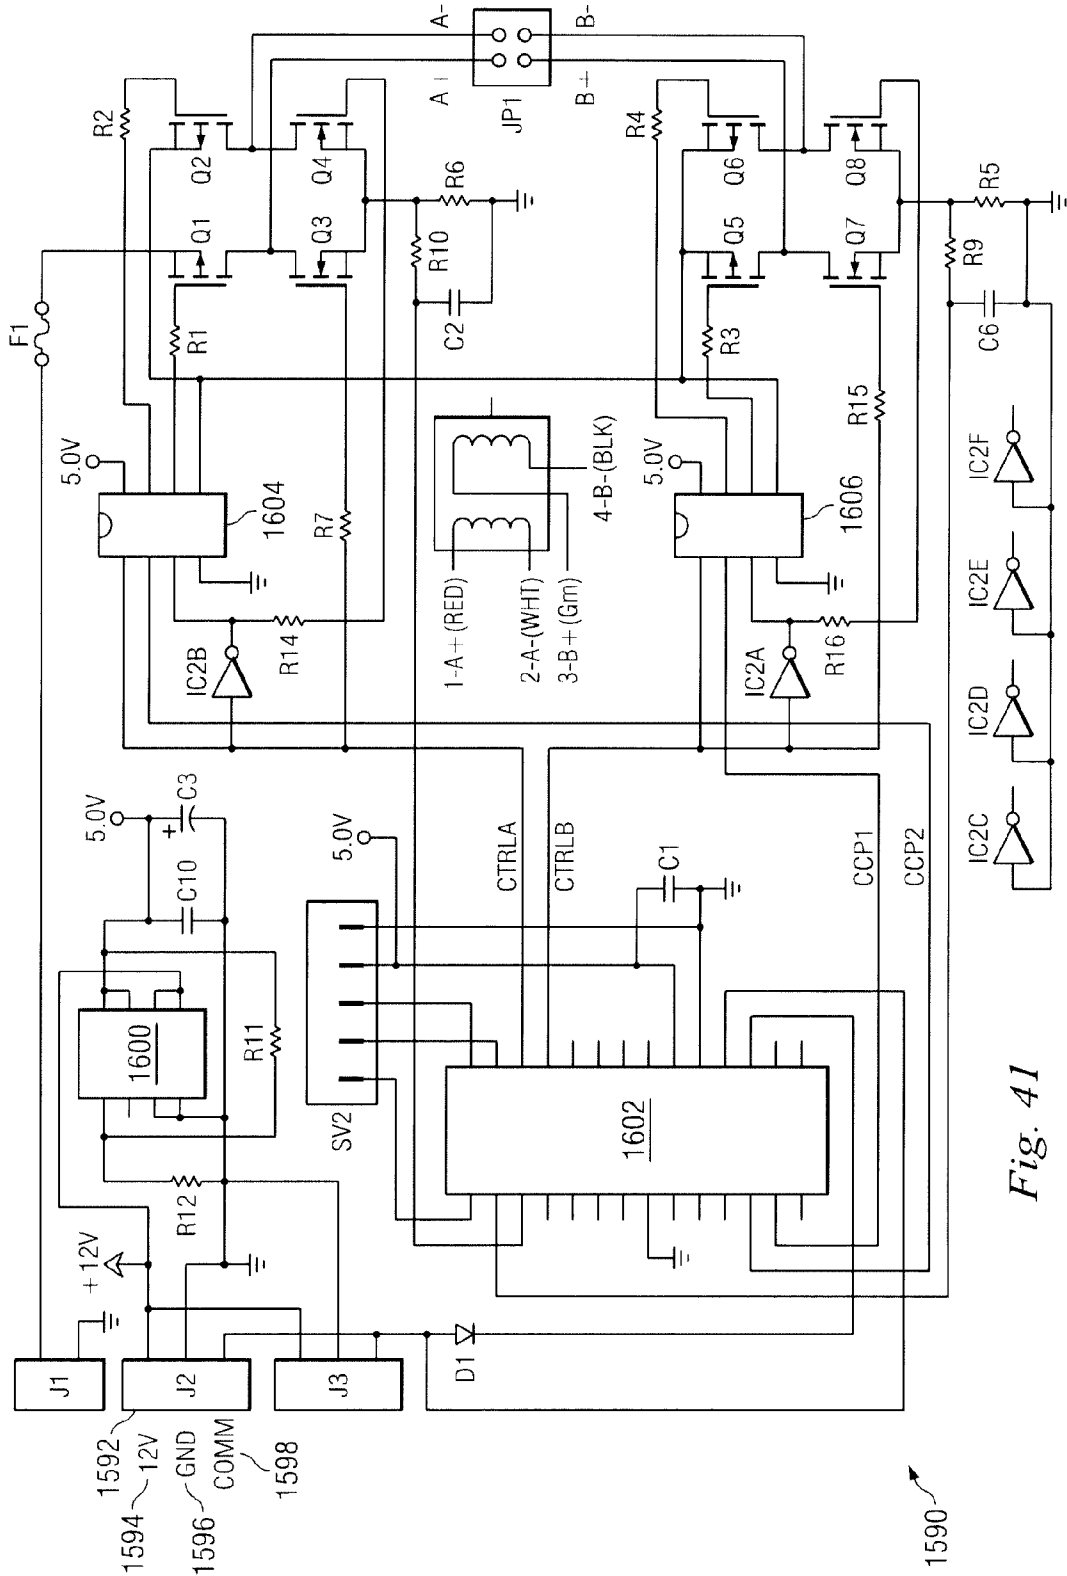 J1
1592
1594
12V
J2
1596
GND
COMM
1598
J3
+12V
R12
1600
R11
C10
C3
5.0V
D1
SV2
1602
5.0V
C1
CTRLA
CTRLB
CCP1
CCP2
F1
5.0V
1604
IC2B
R14
R7
R1
R2
Q1
Q2
Q3
Q4
R10
R6
C2
1-A+(RED)
2-A-(WHT)
3-B+(Grn)
4-B-(BLK)
A-
A+
JP1
B-
B+
5.0V
1606
IC2A
R16
R15
R3
R4
Q5
Q6
Q7
Q8
R9
R5
C6
IC2C
IC2D
IC2E
IC2F
1590
Fig. 41